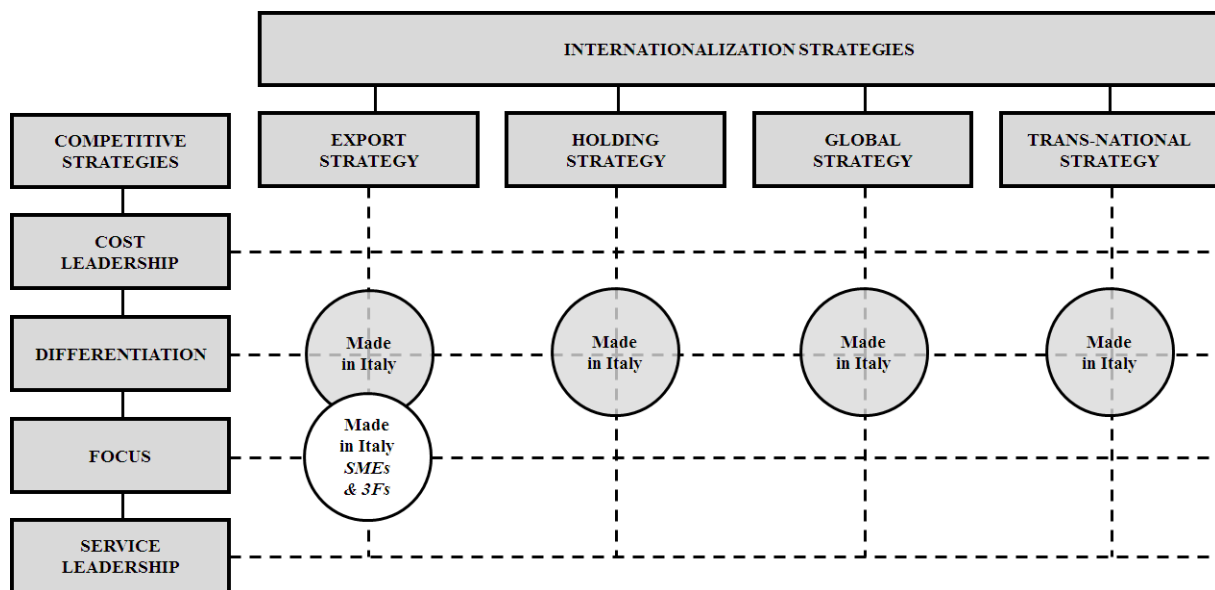 INTERNATIONALIZATION STRATEGIES
COMPETITIVE
STRATEGIES
EXPORT
STRATEGY
HOLDING
STRATEGY
GLOBAL
STRATEGY
TRANS-NATIONAL
STRATEGY
COST
LEADERSHIP
DIFFERENTIATION
Made
in Italy
Made
in Italy
Made
in Italy
Made
in Italy
FOCUS
Made
in Italy
SMEs
& 3Fs
SERVICE
LEADERSHIP